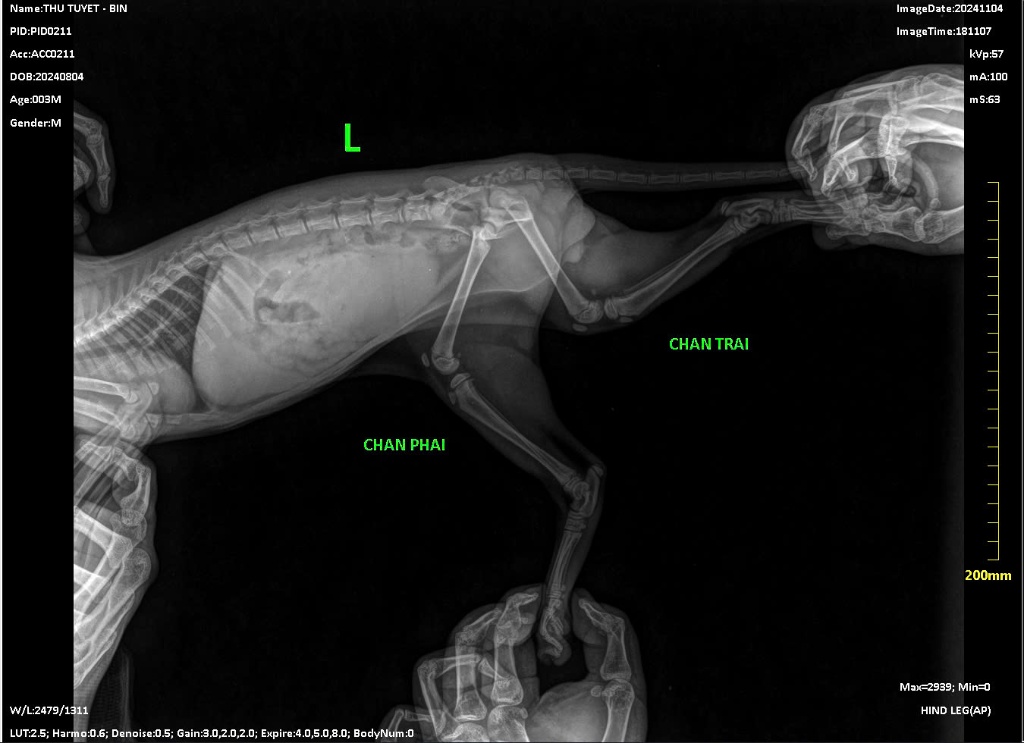 Name:THU TUYET - BIN
PID:PID0211
Acc:ACC0211
DOB:20240804
Age:003M
Gender:M
ImageDate:20241104
ImageTime:181107
kVp:57
mA:100
mS:63
L
CHAN TRAI
CHAN PHAI
200mm
Max=2939; Min=0
HIND LEG(AP)
W/L:2479/1311
LUT:2.5; Harmo:0.6; Denoise:0.5; Gain:3.0,2.0,2.0; Expire:4.0,5.0,8.0; BodyNum:0